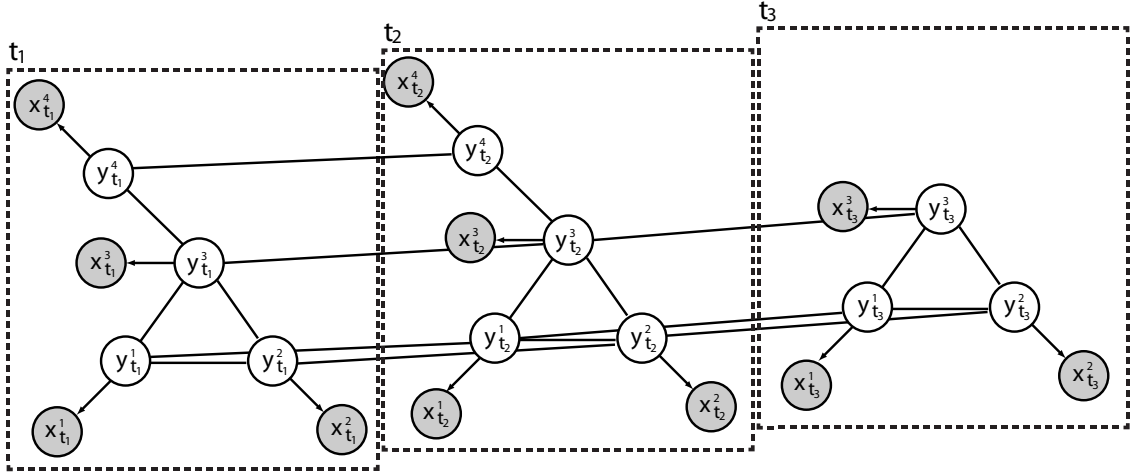 t₁
t₂
t₃
x⁴ₜ₁
x⁴ₜ₂
y⁴ₜ₁
y⁴ₜ₂
x³ₜ₁
y³ₜ₁
x³ₜ₂
y³ₜ₂
x³ₜ₃
y³ₜ₃
y¹ₜ₁
y²ₜ₁
y¹ₜ₂
y²ₜ₂
y¹ₜ₃
y²ₜ₃
x¹ₜ₁
x²ₜ₁
x¹ₜ₂
x²ₜ₂
x¹ₜ₃
x²ₜ₃